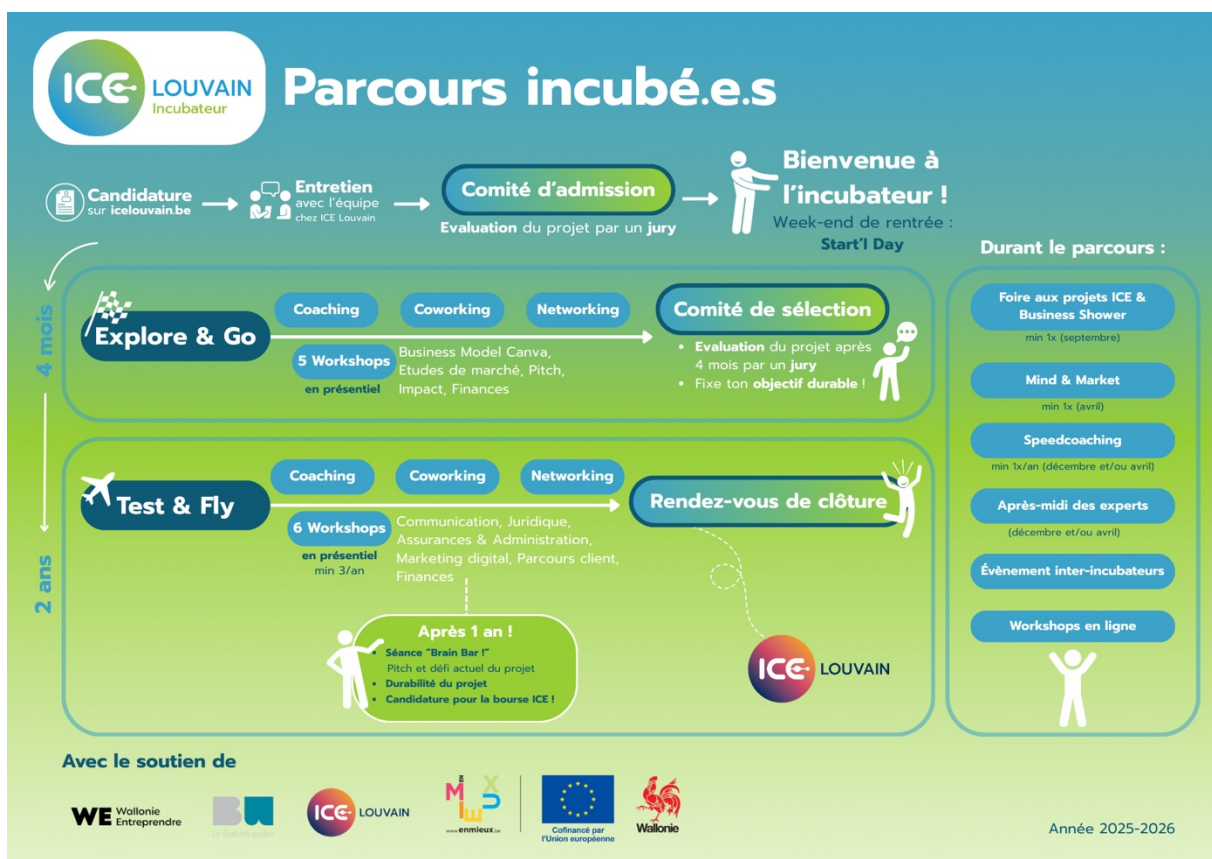 ICE LOUVAIN
Incubateur
Parcours incubé.e.s
Candidature
sur icelouvain.be
Entretien
avec l'équipe
chez ICE Louvain
Comité d'admission
Evaluation du projet par un jury
Bienvenue à
l'incubateur !
Week-end de rentrée :
Start'l Day
4 mois
Explore & Go
Coaching
Coworking
Networking
5 Workshops
en présentiel
Business Model Canva,
Etudes de marché, Pitch,
Impact, Finances
Comité de sélection
• Evaluation du projet après
4 mois par un jury
• Fixe ton objectif durable !
2 ans
Test & Fly
Coaching
Coworking
Networking
6 Workshops
en présentiel
min 3/an
Communication, Juridique,
Assurances & Administration,
Marketing digital, Parcours client,
Finances
Rendez-vous de clôture
Après 1 an !
• Séance "Brain Bar !"
Pitch et défi actuel du projet
• Durabilité du projet
• Candidature pour la bourse ICE !
ICE LOUVAIN
Durant le parcours :
Foire aux projets ICE &
Business Shower
min 1x (septembre)
Mind & Market
min 1x (avril)
Speedcoaching
min 1x/an (décembre et/ou avril)
Après-midi des experts
(décembre et/ou avril)
Évènement inter-incubateurs
Workshops en ligne
Avec le soutien de
WE Wallonie
Entreprendre
BW
ICE LOUVAIN
EN
MIEUX
www.enmieux.be
Cofinancé par
l'Union européenne
Wallonie
Année 2025-2026